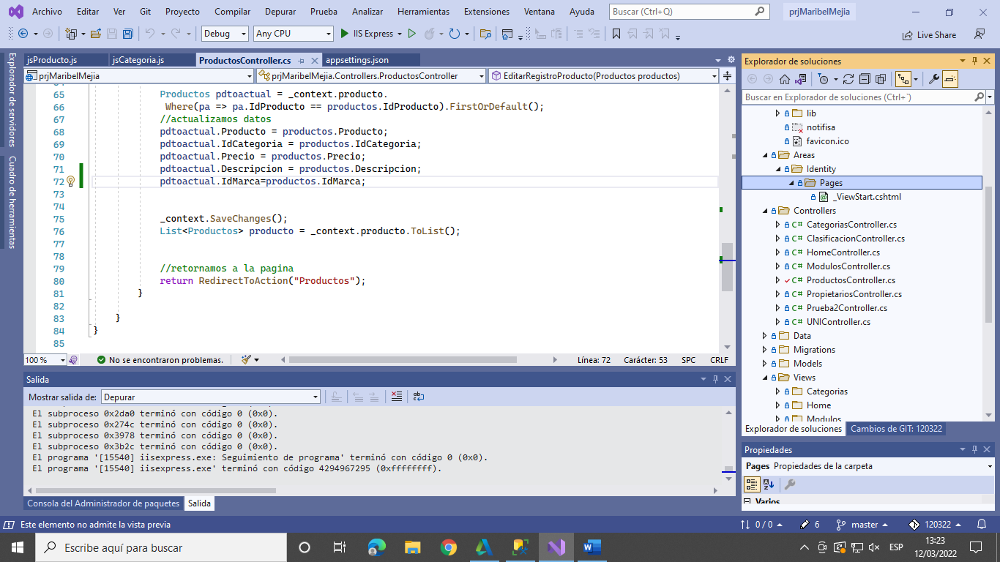 Archivo Editar Ver Git Proyecto Compilar Depurar Prueba Analizar Herramientas Extensiones Ventana Ayuda Buscar (Ctrl+Q) prjMaribelMejia
Debug Any CPU IIS Express Live Share
Explorador de servidores
Cuadro de herramientas
jsProducto.js jsCategoria.js ProductosController.cs appsettings.json
prjMaribelMejia prjMaribelMejia.Controllers.ProductosController EditarRegistroProducto(Productos productos)
65 Productos pdtoactual = _context.producto.
66 Where(pa => pa.IdProducto == productos.IdProducto).FirstOrDefault();
67 //actualizamos datos
68 pdtoactual.Producto = productos.Producto;
69 pdtoactual.IdCategoria = productos.IdCategoria;
70 pdtoactual.Precio = productos.Precio;
71 pdtoactual.Descripcion = productos.Descripcion;
72 pdtoactual.IdMarca=productos.IdMarca;
73
74
75 _context.SaveChanges();
76 List<Productos> producto = _context.producto.ToList();
77
78
79 //retornamos a la pagina
80 return RedirectToAction("Productos");
81 }
82
83 }
84 }
85
100 % No se encontraron problemas. Línea: 72 Carácter: 53 SPC CRLF
Salida
Mostrar salida de: Depurar
El subproceso 0x2da0 terminó con código 0 (0x0).
El subproceso 0x274c terminó con código 0 (0x0).
El subproceso 0x3978 terminó con código 0 (0x0).
El subproceso 0x3b2c terminó con código 0 (0x0).
El programa '[15540] iisexpress.exe: Seguimiento de programa' terminó con código 0 (0x0).
El programa '[15540] iisexpress.exe' terminó con código 4294967295 (0xffffffff).
Consola del Administrador de paquetes Salida
Explorador de soluciones
Buscar en Explorador de soluciones (Ctrl+`)
lib
notifisa
favicon.ico
Areas
Identity
Pages
_ViewStart.cshtml
Controllers
C# CategoriasController.cs
C# ClasificacionController.cs
C# HomeController.cs
C# ModulosController.cs
C# ProductosController.cs
C# PropietariosController.cs
C# Prueba2Controller.cs
C# UNIController.cs
Data
Migrations
Models
Views
Categorias
Home
Modulos
Explorador de soluciones Cambios de GIT: 120322
Propiedades
Pages Propiedades de la carpeta
Varios
Este elemento no admite la vista previa 0 / 0 6 master 120322
Escribe aquí para buscar ESP 13:23
12/03/2022